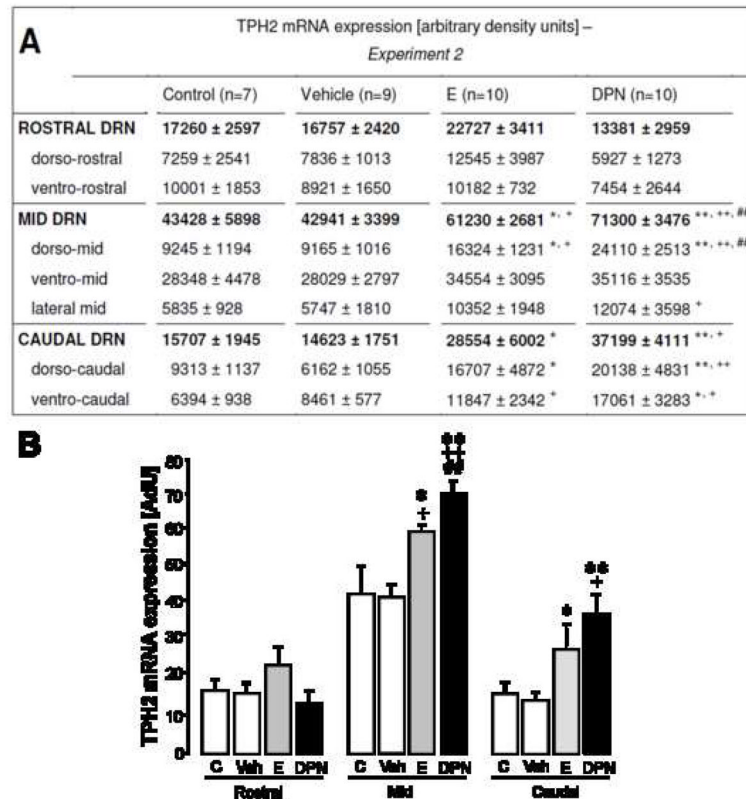 A
TPH2 mRNA expression [arbitrary density units] –
Experiment 2
Control (n=7) Vehicle (n=9) E (n=10) DPN (n=10)
ROSTRAL DRN 17260 ± 2597 16757 ± 2420 22727 ± 3411 13381 ± 2959
dorso-rostral 7259 ± 2541 7836 ± 1013 12545 ± 3987 5927 ± 1273
ventro-rostral 10001 ± 1853 8921 ± 1650 10182 ± 732 7454 ± 2644
MID DRN 43428 ± 5898 42941 ± 3399 61230 ± 2681 *, + 71300 ± 3476 **, ++, ##
dorso-mid 9245 ± 1194 9165 ± 1016 16324 ± 1231 *, + 24110 ± 2513 **, ++, ##
ventro-mid 28348 ± 4478 28029 ± 2797 34554 ± 3095 35116 ± 3535
lateral mid 5835 ± 928 5747 ± 1810 10352 ± 1948 12074 ± 3598 +
CAUDAL DRN 15707 ± 1945 14623 ± 1751 28554 ± 6002 + 37199 ± 4111 **, +
dorso-caudal 9313 ± 1137 6162 ± 1055 16707 ± 4872 * 20138 ± 4831 **, ++
ventro-caudal 6394 ± 938 8461 ± 577 11847 ± 2342 + 17061 ± 3283 *, +
B
TPH2 mRNA expression [AdU]
80
70
60
50
40
30
20
10
0
* +
** ++ ##
*
** +
C Veh E DPN C Veh E DPN C Veh E DPN
Rostral Mid Caudal